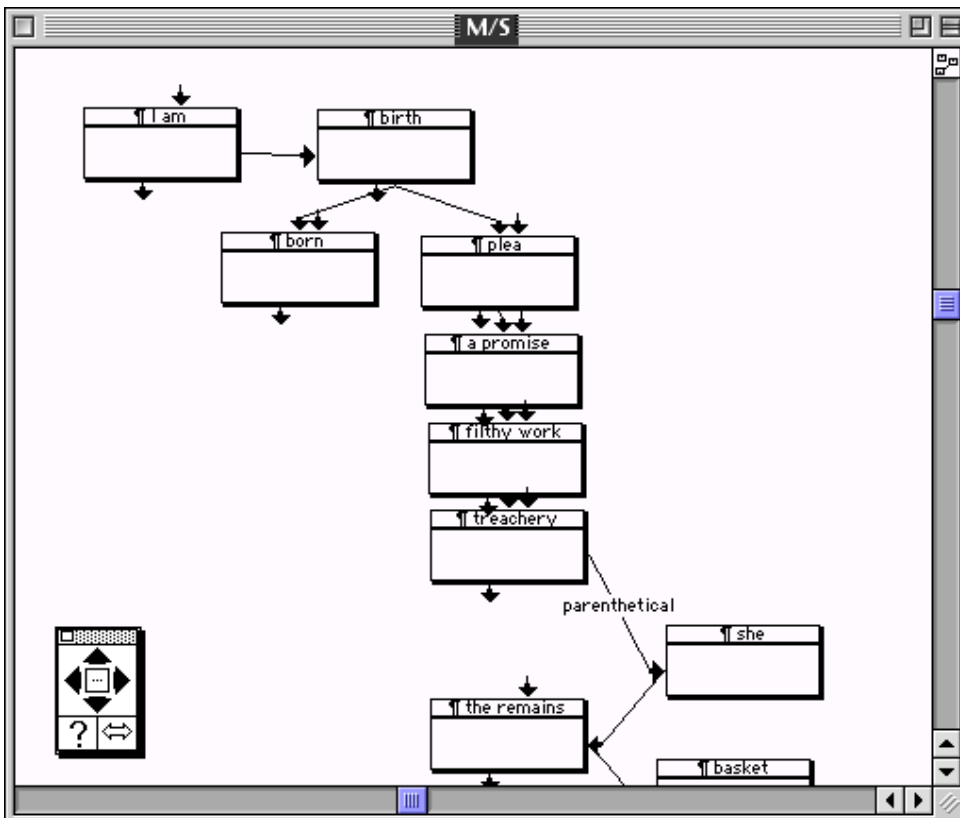 M/S
¶ I am
¶ birth
¶ born
¶ plea
¶ a promise
¶ filthy work
¶ treachery
parenthetical
¶ she
¶ the remains
¶ basket
?